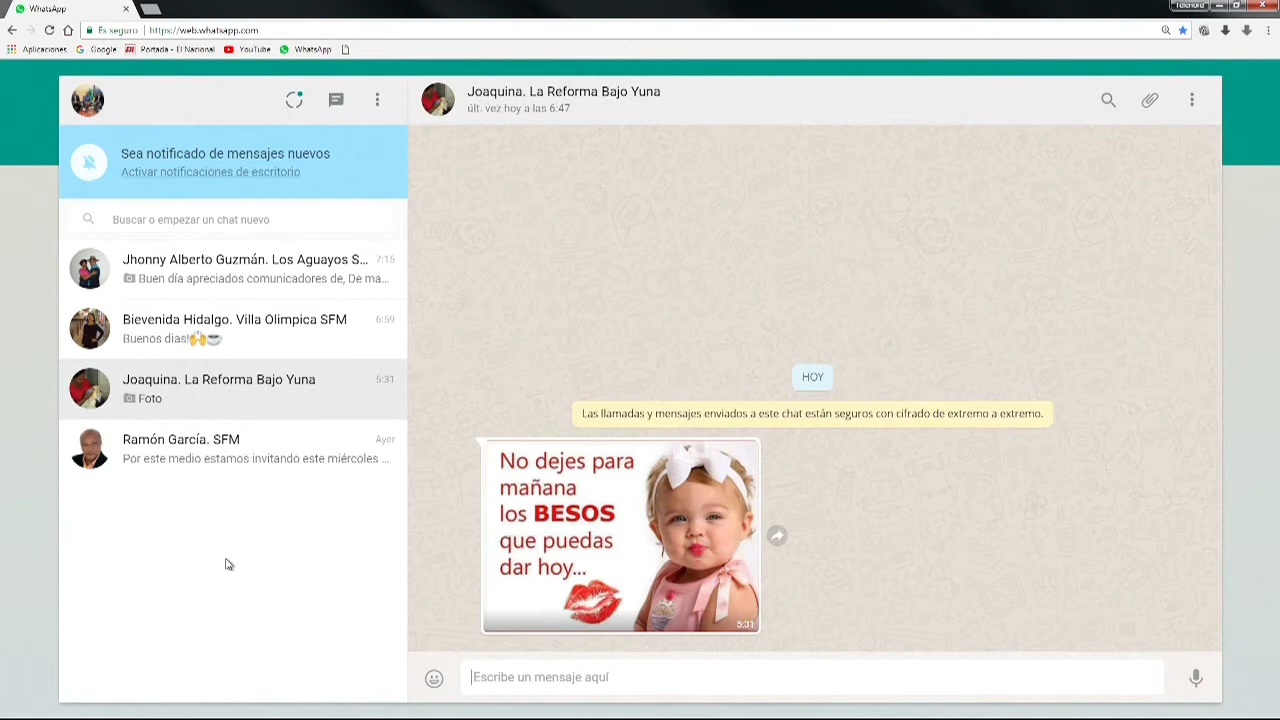 WhatsApp
Telenord
Es seguro | https://web.whatsapp.com
Aplicaciones Google Portada - El Nacional YouTube WhatsApp
Joaquina. La Reforma Bajo Yuna
últ. vez hoy a las 6:47
Sea notificado de mensajes nuevos
Activar notificaciones de escritorio
Buscar o empezar un chat nuevo
Jhonny Alberto Guzmán. Los Aguayos S... 7:15
Buen día apreciados comunicadores de, De ma...
Bievenida Hidalgo. Villa Olimpica SFM 6:59
Buenos dias!🙌☕
Joaquina. La Reforma Bajo Yuna 5:31
Foto
Ramón García. SFM Ayer
Por este medio estamos invitando este miércoles ...
HOY
Las llamadas y mensajes enviados a este chat están seguros con cifrado de extremo a extremo.
No dejes para
mañana
los BESOS
que puedas
dar hoy...
5:31
Escribe un mensaje aquí